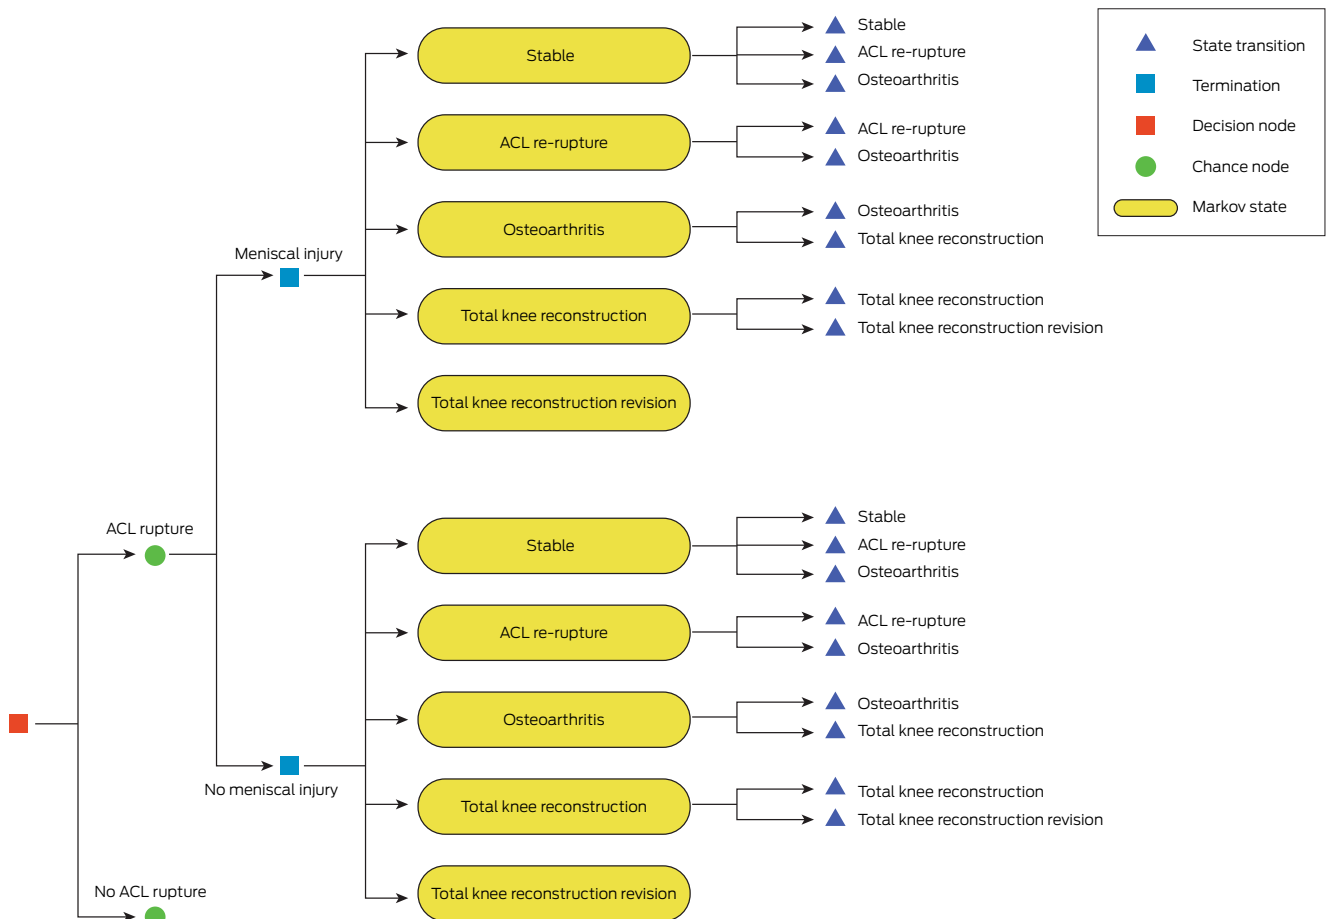 Stable
Stable
ACL re-rupture
Osteoarthritis
ACL re-rupture
ACL re-rupture
Osteoarthritis
Meniscal injury
Osteoarthritis
Osteoarthritis
Total knee reconstruction
Total knee reconstruction
Total knee reconstruction
Total knee reconstruction revision
Total knee reconstruction revision
State transition
Termination
Decision node
Chance node
Markov state
ACL rupture
Stable
Stable
ACL re-rupture
Osteoarthritis
ACL re-rupture
ACL re-rupture
Osteoarthritis
Osteoarthritis
Osteoarthritis
Total knee reconstruction
No meniscal injury
Total knee reconstruction
Total knee reconstruction
Total knee reconstruction revision
Total knee reconstruction revision
No ACL rupture